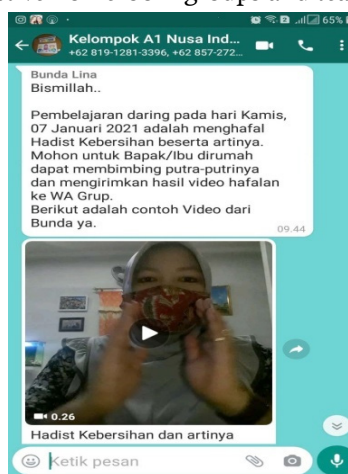 65%
Kelompok A1 Nusa Ind...
+62 819-1281-3396, +62 857-272...
Bunda Lina
Bismillah..
Pembelajaran daring pada hari Kamis,
07 Januari 2021 adalah menghafal
Hadist Kebersihan beserta artinya.
Mohon untuk Bapak/Ibu dirumah
dapat membimbing putra-putrinya
dan mengirimkan hasil video hafalan
ke WA Grup.
Berikut adalah contoh Video dari
Bunda ya.
09.44
0.26
Hadist Kebersihan dan artinya
Ketik pesan